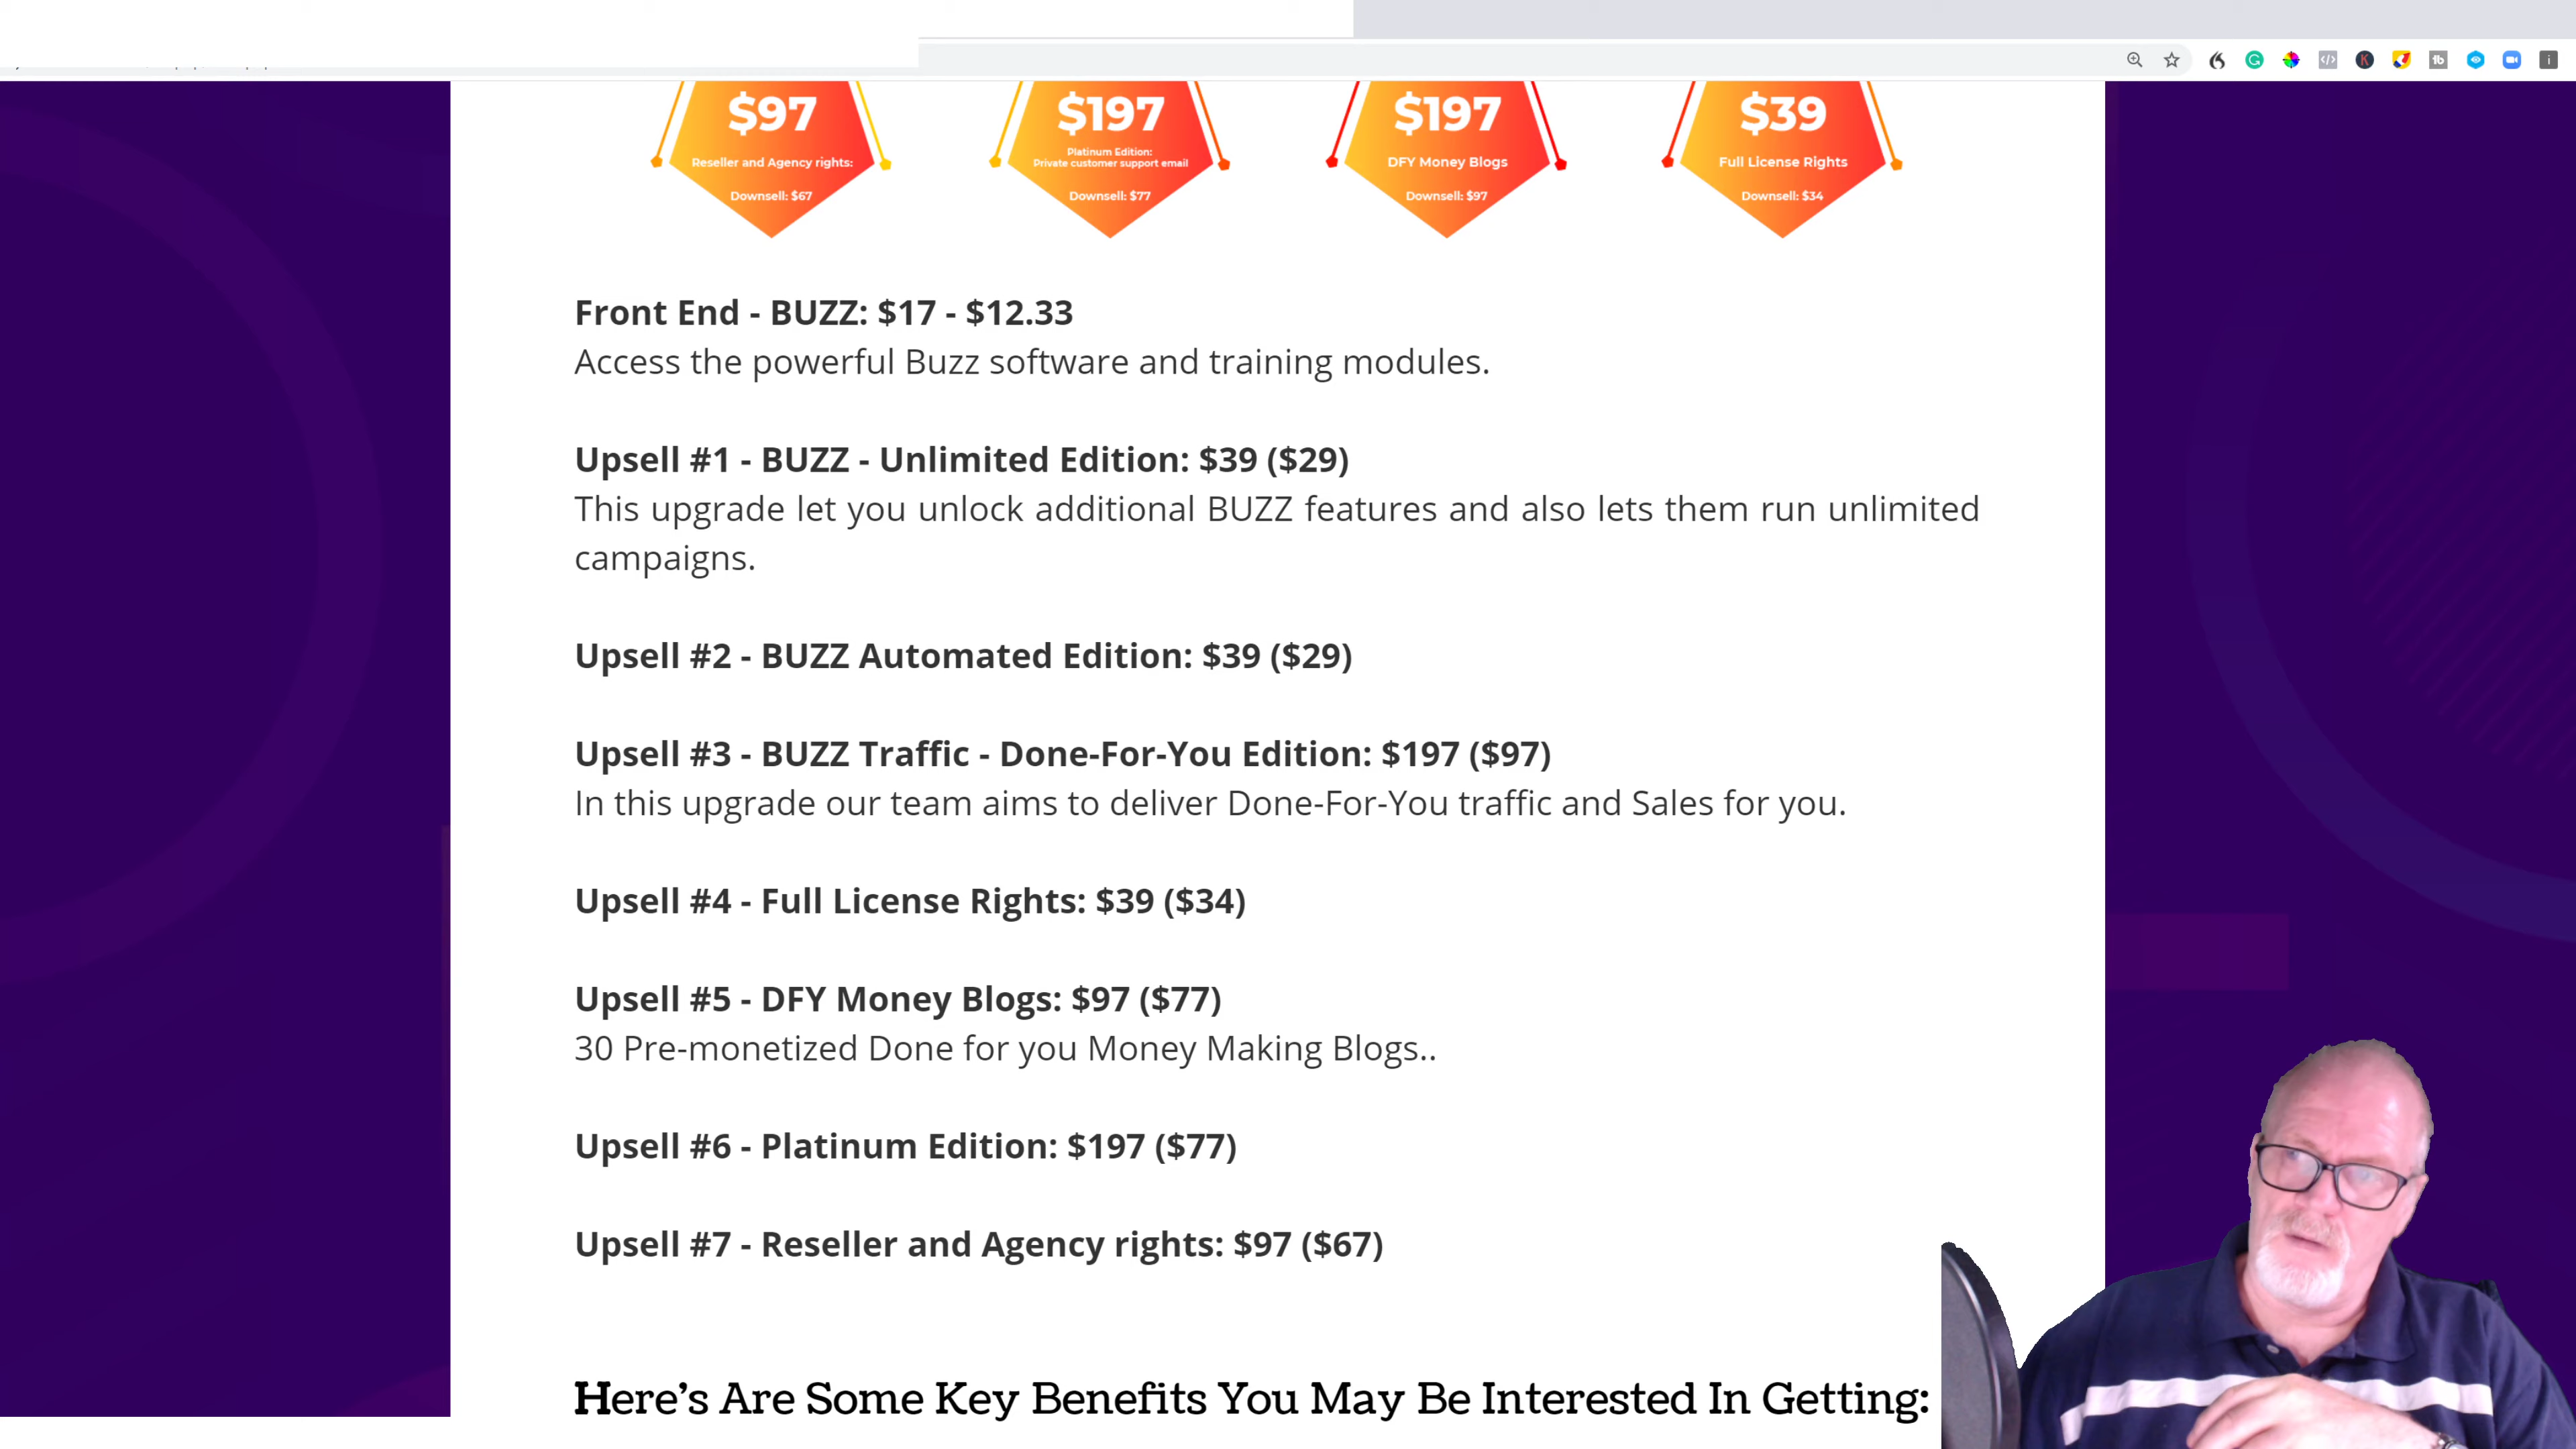 $97
Reseller and Agency rights:
Downsell: $67
$197
Platinum Edition:
Private customer support email
Downsell: $77
$197
DFY Money Blogs
Downsell: $97
$39
Full License Rights
Downsell: $34
Front End - BUZZ: $17 - $12.33
Access the powerful Buzz software and training modules.
Upsell #1 - BUZZ - Unlimited Edition: $39 ($29)
This upgrade let you unlock additional BUZZ features and also lets them run unlimited
campaigns.
Upsell #2 - BUZZ Automated Edition: $39 ($29)
Upsell #3 - BUZZ Traffic - Done-For-You Edition: $197 ($97)
In this upgrade our team aims to deliver Done-For-You traffic and Sales for you.
Upsell #4 - Full License Rights: $39 ($34)
Upsell #5 - DFY Money Blogs: $97 ($77)
30 Pre-monetized Done for you Money Making Blogs..
Upsell #6 - Platinum Edition: $197 ($77)
Upsell #7 - Reseller and Agency rights: $97 ($67)
Here's Are Some Key Benefits You May Be Interested In Getting: